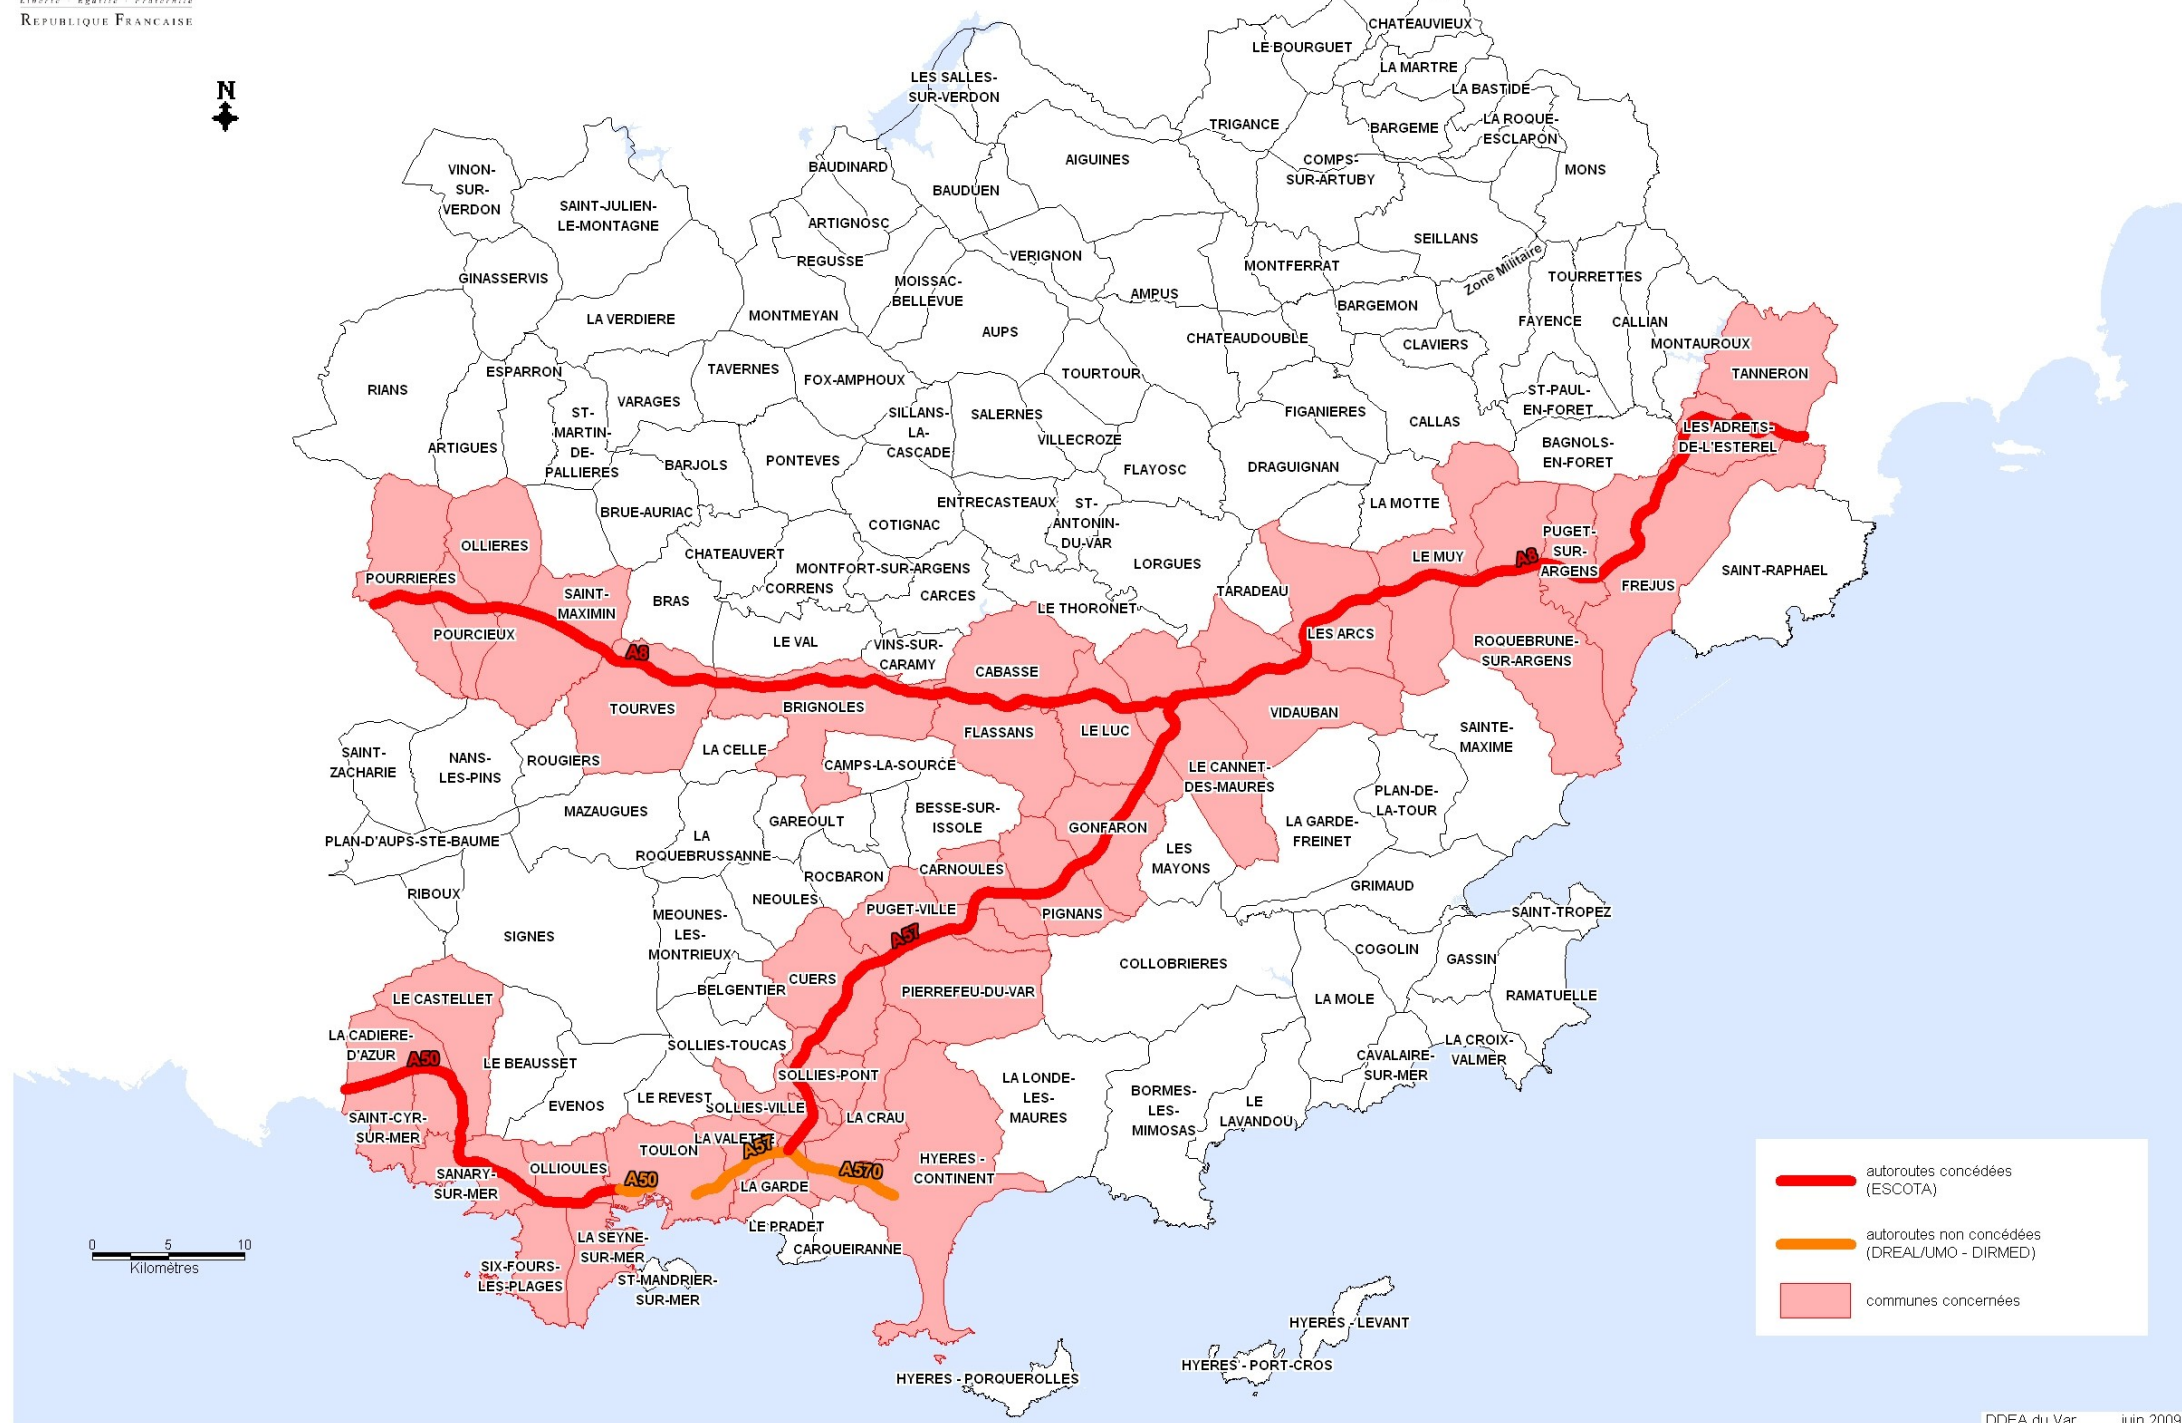 Liberté • Égalité • Fraternité
REPUBLIQUE FRANCAISE
N
CHATEAUVIEUX
LE BOURGUET
LA MARTRE
LES SALLES-
SUR-VERDON
LA BASTIDE
TRIGANCE
BARGEME
LA ROQUE-
ESCLAPON
AIGUINES
COMPS-
SUR-ARTUBY
MONS
BAUDINARD
VINON-
SUR-
VERDON
BAUDUEN
SAINT-JULIEN-
LE-MONTAGNE
ARTIGNOSC
SEILLANS
REGUSSE
VERIGNON
MONTFERRAT
Zone Militaire
TOURRETTES
GINASSERVIS
MOISSAC-
BELLEVUE
AMPUS
BARGEMON
LA VERDIERE
MONTMEYAN
AUPS
FAYENCE
CALLIAN
CHATEAUDOUBLE
CLAVIERS
MONTAUROUX
ESPARRON
TAVERNES
FOX-AMPHOUX
TOURTOUR
TANNERON
RIANS
VARAGES
ST-PAUL-
EN-FORET
ST-
MARTIN-
DE-
PALLIERES
SILLANS-
LA-
CASCADE
SALERNES
FIGANIERES
CALLAS
LES ADRETS-
DE-L'ESTEREL
ARTIGUES
VILLECROZE
BAGNOLS-
EN-FORET
BARJOLS
PONTEVES
FLAYOSC
DRAGUIGNAN
ENTRECASTEAUX
ST-
ANTONIN-
DU-VAR
LA MOTTE
BRUE-AURIAC
COTIGNAC
PUGET-
SUR-
ARGENS
OLLIERES
CHATEAUVERT
LE MUY
A8
MONTFORT-SUR-ARGENS
LORGUES
SAINT-RAPHAEL
POURRIERES
CORRENS
CARCES
TARADEAU
FREJUS
SAINT-
MAXIMIN
BRAS
LE THORONET
POURCIEUX
LE VAL
VINS-SUR-
CARAMY
LES ARCS
ROQUEBRUNE-
SUR-ARGENS
A8
CABASSE
TOURVES
BRIGNOLES
VIDAUBAN
FLASSANS
LE LUC
SAINTE-
MAXIME
SAINT-
ZACHARIE
NANS-
LES-PINS
ROUGIERS
LA CELLE
CAMPS-LA-SOURCE
LE CANNET-
DES-MAURES
PLAN-DE-
LA-TOUR
MAZAUGUES
GAREOULT
BESSE-SUR-
ISSOLE
GONFARON
LA GARDE-
FREINET
PLAN-D'AUPS-STE-BAUME
LA
ROQUEBRUSSANNE
LES
MAYONS
CARNOULES
ROCBARON
RIBOUX
NEOULES
GRIMAUD
PUGET-VILLE
PIGNANS
SAINT-TROPEZ
SIGNES
MEOUNES-
LES-
MONTRIEUX
A57
COGOLIN
GASSIN
COLLOBRIERES
CUERS
BELGENTIER
PIERREFEU-DU-VAR
LE CASTELLET
LA MOLE
RAMATUELLE
LA CADIERE-
D'AZUR
A50
SOLLIES-TOUCAS
LA CROIX-
VALMER
LE BEAUSSET
CAVALAIRE-
SUR-MER
SOLLIES-PONT
LA LONDE-
LES-
MAURES
BORMES-
LES-
MIMOSAS
LE REVEST
EVENOS
SOLLIES-VILLE
LE
LAVANDOU
SAINT-CYR-
SUR-MER
LA CRAU
LA VALETTE
TOULON
A57
A570
HYERES -
CONTINENT
OLLIOULES
SANARY-
SUR-MER
A50
LA GARDE
LE PRADET
LA SEYNE-
SUR-MER
CARQUEIRANNE
SIX-FOURS-
LES-PLAGES
ST-MANDRIER-
SUR-MER
HYERES - LEVANT
HYERES - PORT-CROS
HYERES - PORQUEROLLES
0 5 10
Kilomètres
autoroutes concédées
(ESCOTA)
autoroutes non concédées
(DREAL/UMO - DIRMED)
communes concernées
DDEA du Var juin 2009